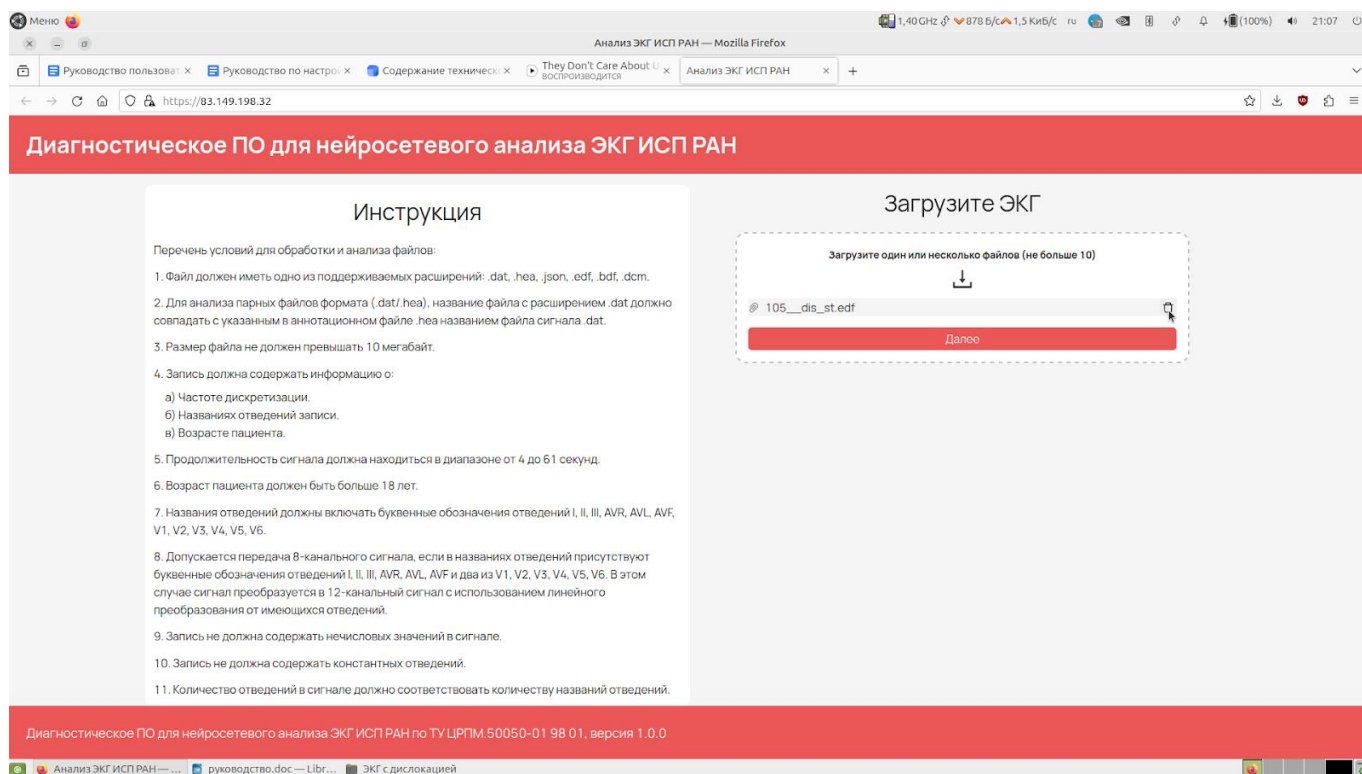 Меню
1,40 GHz 878 Б/с 1,5 КиБ/с ru (100%) 21:07
Анализ ЭКГ ИСП РАН — Mozilla Firefox
Руководство пользоват Руководство по настрой Содержание техническ They Don't Care About U Анализ ЭКГ ИСП РАН
ВОСПРОИЗВОДИТСЯ
https://83.149.198.32
Диагностическое ПО для нейросетевого анализа ЭКГ ИСП РАН
Инструкция
Перечень условий для обработки и анализа файлов:
1. Файл должен иметь одно из поддерживаемых расширений: .dat, .hea, .json, .edf, .bdf, .dcm.
2. Для анализа парных файлов формата (.dat/.hea), название файла с расширением .dat должно
совпадать с указанным в аннотационном файле .hea названием файла сигнала .dat.
3. Размер файла не должен превышать 10 мегабайт.
4. Запись должна содержать информацию о:
а) Частоте дискретизации.
б) Названиях отведений записи.
в) Возрасте пациента.
5. Продолжительность сигнала должна находиться в диапазоне от 4 до 61 секунд.
6. Возраст пациента должен быть больше 18 лет.
7. Названия отведений должны включать буквенные обозначения отведений I, II, III, AVR, AVL, AVF,
V1, V2, V3, V4, V5, V6.
8. Допускается передача 8-канального сигнала, если в названиях отведений присутствуют
буквенные обозначения отведений I, II, III, AVR, AVL, AVF и два из V1, V2, V3, V4, V5, V6. В этом
случае сигнал преобразуется в 12-канальный сигнал с использованием линейного
преобразования от имеющихся отведений.
9. Запись не должна содержать нечисловых значений в сигнале.
10. Запись не должна содержать константных отведений.
11. Количество отведений в сигнале должно соответствовать количеству названий отведений.
Загрузите ЭКГ
Загрузите один или несколько файлов (не больше 10)
105__dis_st.edf
Далее
Диагностическое ПО для нейросетевого анализа ЭКГ ИСП РАН по ТУ ЦРПМ.50050-01 98 01, версия 1.0.0
Анализ ЭКГ ИСП РАН — ... руководство.doc — Libr... ЭКГ с дислокацией